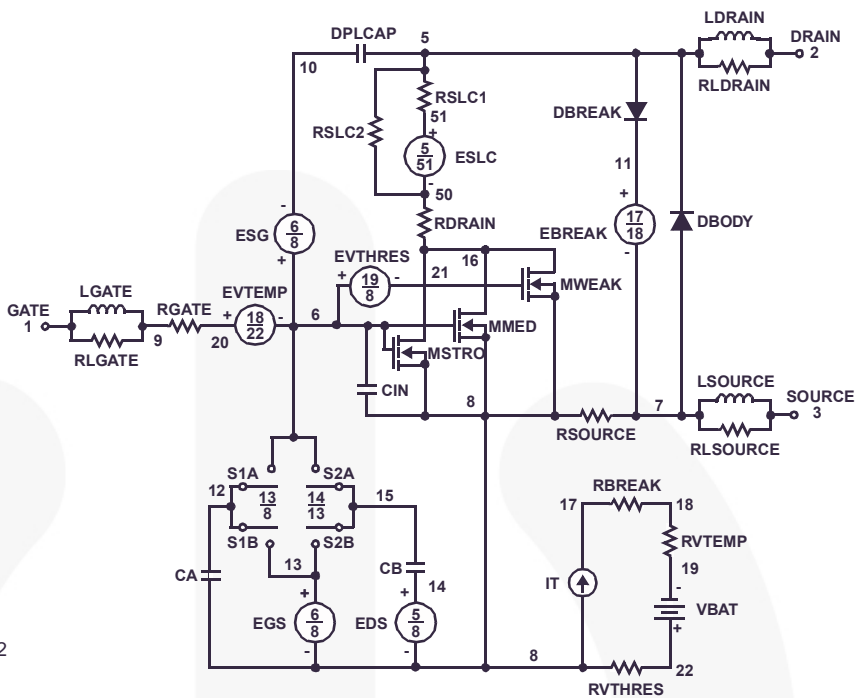 LDRAIN
DPLCAP 5 DRAIN
10 2
RSLC1 RLDRAIN
51 DBREAK
RSLC2 +
5 ESLC 11
51
- 50 +
- 17
6 RDRAIN EBREAK 18 DBODY
ESG 8 -
+ EVTHRES 16
+ 19 - 21 MWEAK
LGATE EVTEMP 8
GATE RGATE + 18 - 6 MMED
1 22
9 20 MSTRO
RLGATE LSOURCE
CIN 8 7 SOURCE
3
RSOURCE RLSOURCE
S1A S2A
12 13 14 15 RBREAK
8 13 17 18
S1B S2B RVTEMP
13 CB 19
CA 14 IT -
+ + VBAT
EGS 6 EDS 5 +
8 8
- - 8 22
RVTHRES
2